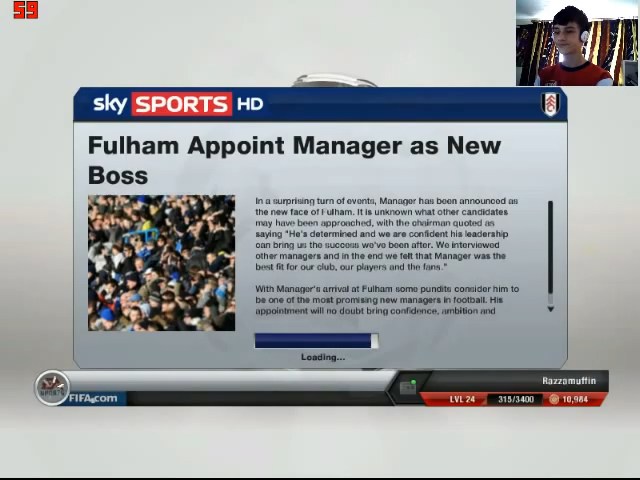 59
sky SPORTS HD
Fulham Appoint Manager as New
Boss
In a surprising turn of events, Manager has been announced as
the new face of Fulham. It is unknown what other candidates
may have been approached, with the chairman quoted as
saying "He's determined and we are confident his leadership
can bring us the success we've been after. We interviewed
other managers and in the end we felt that Manager was the
best fit for our club, our players and the fans."
With Manager's arrival at Fulham some pundits consider him to
be one of the most promising new managers in football. His
appointment will no doubt bring confidence, ambition and
Loading...
Razzamuffin
FIFA.com
LVL 24 315/3400 10,984